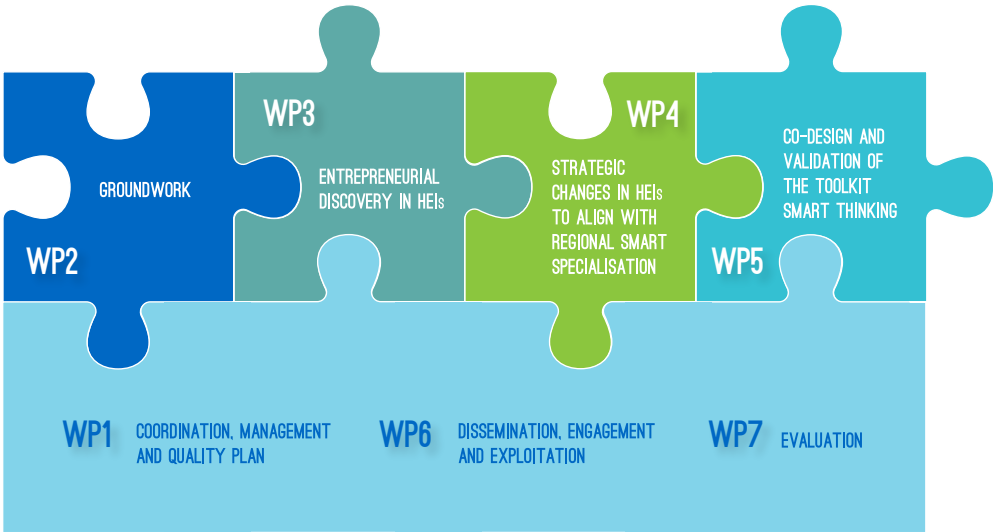 GROUNDWORK
WP2
WP3
ENTREPRENEURIAL
DISCOVERY IN HEIs
WP4
STRATEGIC
CHANGES IN HEIs
TO ALIGN WITH
REGIONAL SMART
SPECIALISATION
CO-DESIGN AND
VALIDATION OF
THE TOOLKIT
SMART THINKING
WP5
WP1
COORDINATION, MANAGEMENT
AND QUALITY PLAN
WP6
DISSEMINATION, ENGAGEMENT
AND EXPLOITATION
WP7
EVALUATION